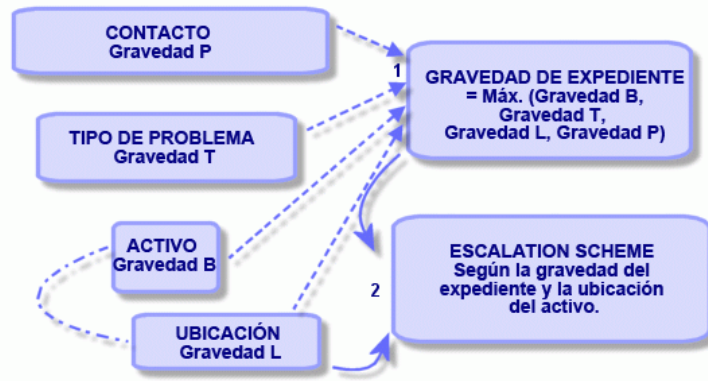 CONTACTO
Gravedad P
1
GRAVEDAD DE EXPEDIENTE
= Máx. (Gravedad B,
Gravedad T,
Gravedad L, Gravedad P)
TIPO DE PROBLEMA
Gravedad T
ACTIVO
Gravedad B
2
ESCALATION SCHEME
Según la gravedad del
expediente y la ubicación
del activo.
UBICACIÓN
Gravedad L